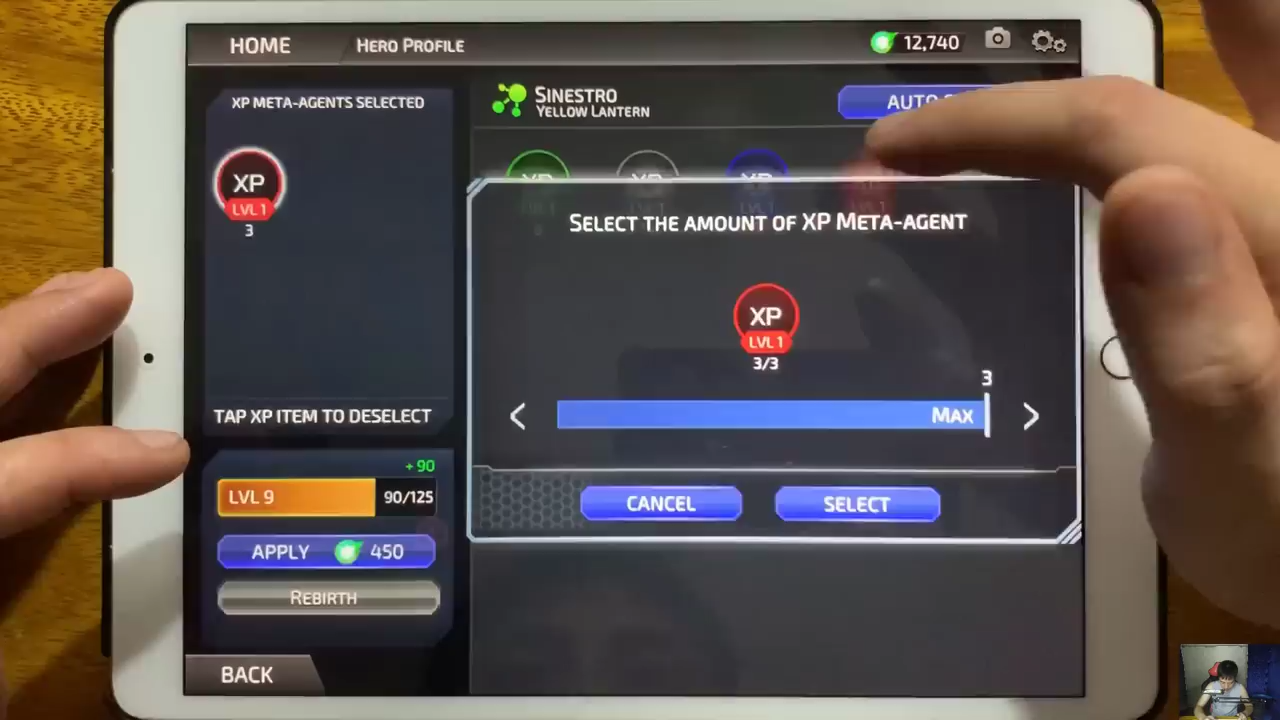 HOME
HERO PROFILE
12,740
XP META-AGENTS SELECTED
XP
LVL 1
3
TAP XP ITEM TO DESELECT
+90
LVL 9
90/125
APPLY 450
REBIRTH
BACK
SINESTRO
YELLOW LANTERN
AUTO
SELECT THE AMOUNT OF XP META-AGENT
XP
LVL 1
3/3
3
< MAX >
CANCEL
SELECT